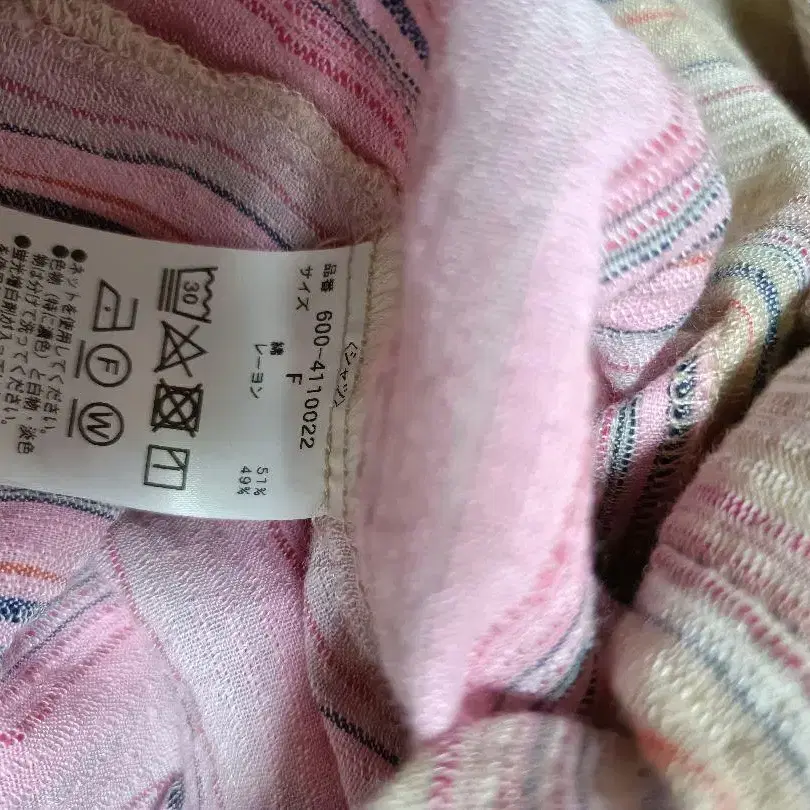 〈シャツ〉
品番 600-4110022
サイズ F
綿 51%
レーヨン 49%
30
F
W
●ネットを使用してください。
●色物（特に濃色）と白物・淡色
物は分けて洗ってください。